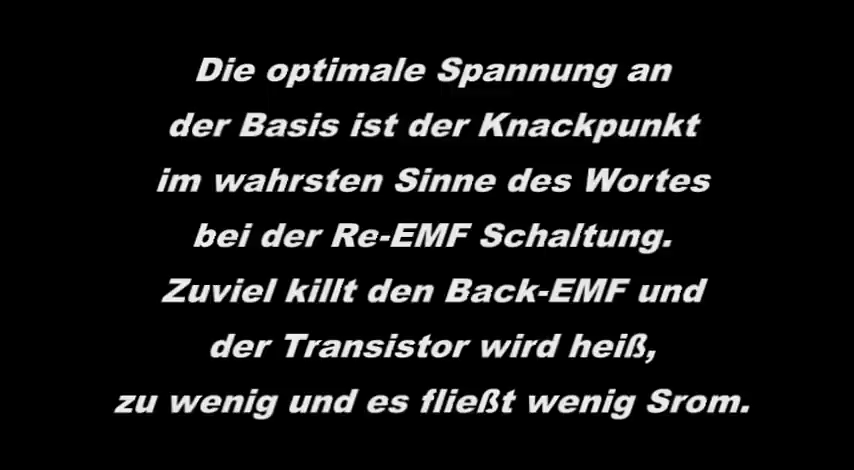 Die optimale Spannung an
der Basis ist der Knackpunkt
im wahrsten Sinne des Wortes
bei der Re-EMF Schaltung.
Zuviel killt den Back-EMF und
der Transistor wird heiß,
zu wenig und es fließt wenig Srom.